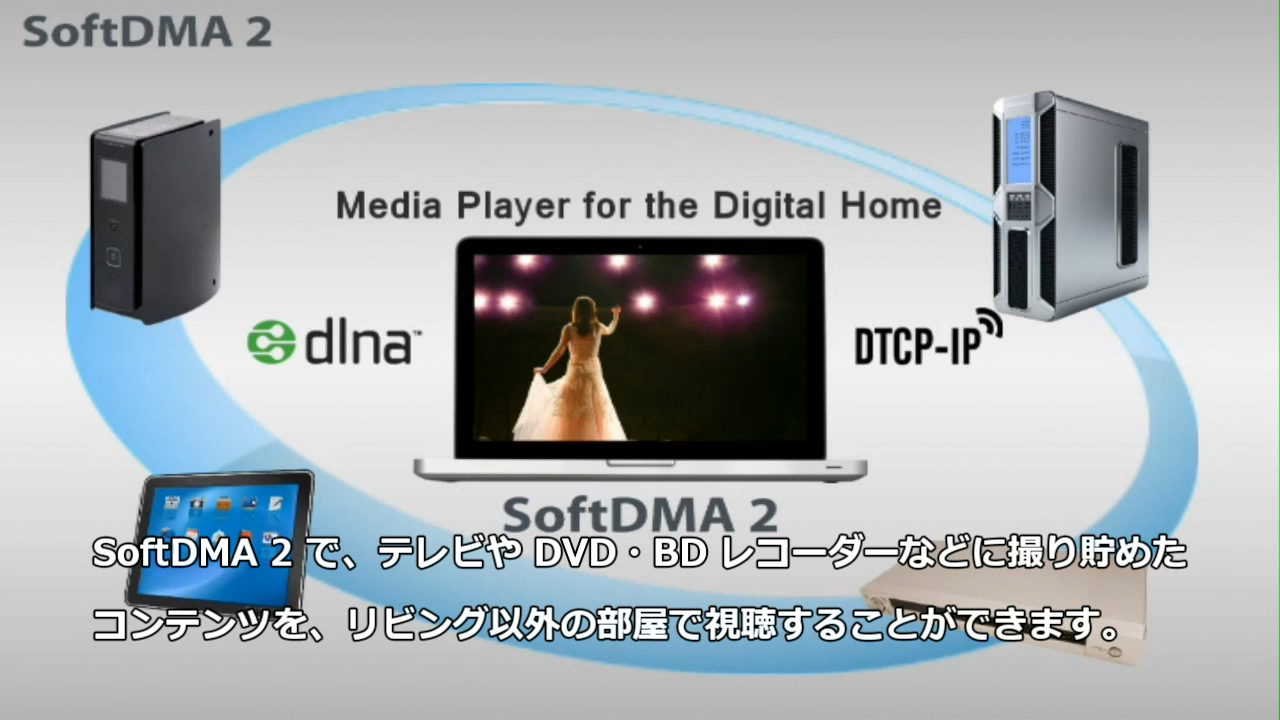 SoftDMA 2
Media Player for the Digital Home
dlna™
DTCP-IP
SoftDMA 2
SoftDMA 2 で、テレビや DVD・BD レコーダーなどに撮り貯めた
コンテンツを、リビング以外の部屋で視聴することができます。